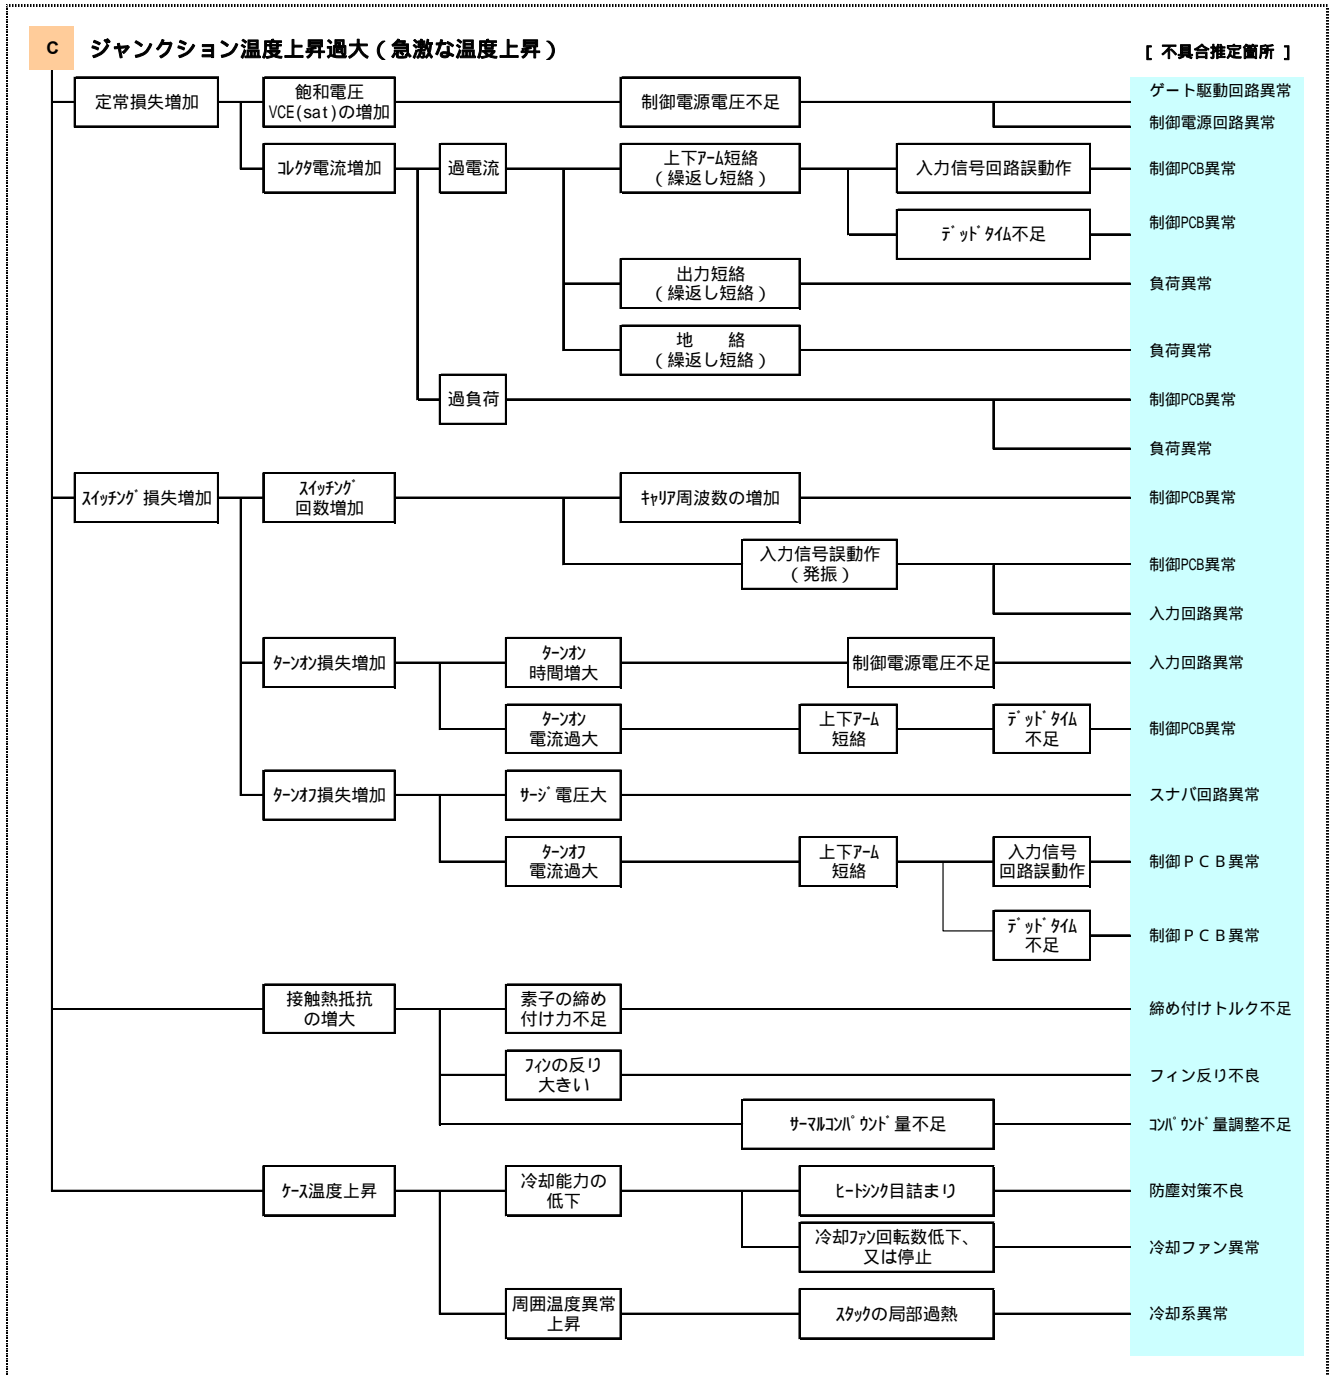 C
ジャンクション温度上昇過大（急激な温度上昇）
[ 不具合推定箇所 ]
定常損失増加
飽和電圧
VCE(sat)の増加
制御電源電圧不足
ゲート駆動回路異常
制御電源回路異常
ｺﾚｸﾀ電流増加
過電流
上下ｱｰﾑ短絡
（繰返し短絡）
入力信号回路誤動作
制御PCB異常
ﾃﾞｯﾄﾞﾀｲﾑ不足
制御PCB異常
出力短絡
（繰返し短絡）
負荷異常
地　　絡
（繰返し短絡）
負荷異常
過負荷
制御PCB異常
負荷異常
ｽｲｯﾁﾝｸﾞ損失増加
ｽｲｯﾁﾝｸﾞ
回数増加
ｷｬﾘｱ周波数の増加
制御PCB異常
入力信号誤動作
（発振）
制御PCB異常
入力回路異常
ﾀｰﾝｵﾝ損失増加
ﾀｰﾝｵﾝ
時間増大
制御電源電圧不足
入力回路異常
ﾀｰﾝｵﾝ
電流過大
上下ｱｰﾑ
短絡
ﾃﾞｯﾄﾞﾀｲﾑ
不足
制御PCB異常
ﾀｰﾝｵﾌ損失増加
ｻｰｼﾞ電圧大
スナバ回路異常
ﾀｰﾝｵﾌ
電流過大
上下ｱｰﾑ
短絡
入力信号
回路誤動作
制御ＰＣＢ異常
ﾃﾞｯﾄﾞﾀｲﾑ
不足
制御ＰＣＢ異常
接触熱抵抗
の増大
素子の締め
付け力不足
締め付けトルク不足
ﾌｨﾝの反り
大きい
フィン反り不良
ｻｰﾏﾙｺﾝﾊﾟｳﾝﾄﾞ量不足
ｺﾝﾊﾟｳﾝﾄﾞ量調整不足
ｹｰｽ温度上昇
冷却能力の
低下
ﾋｰﾄｼﾝｸ目詰まり
防塵対策不良
冷却ﾌｧﾝ回転数低下、
又は停止
冷却ファン異常
周囲温度異常
上昇
ｽﾀｯｸの局部過熱
冷却系異常